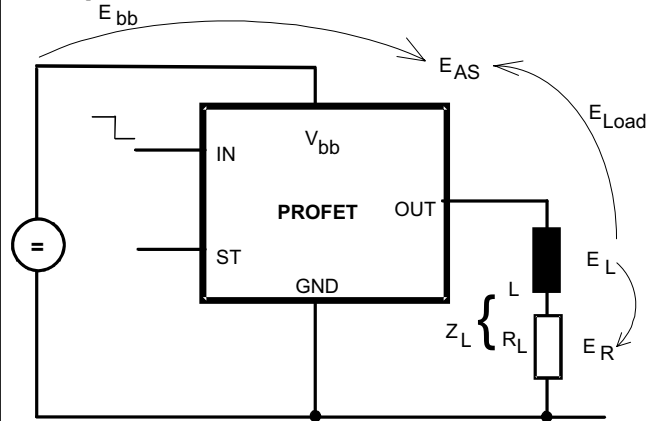 E bb
E AS
E Load
V bb
IN
PROFET
OUT
=
ST
GND
E L
L
Z L { R L
E R